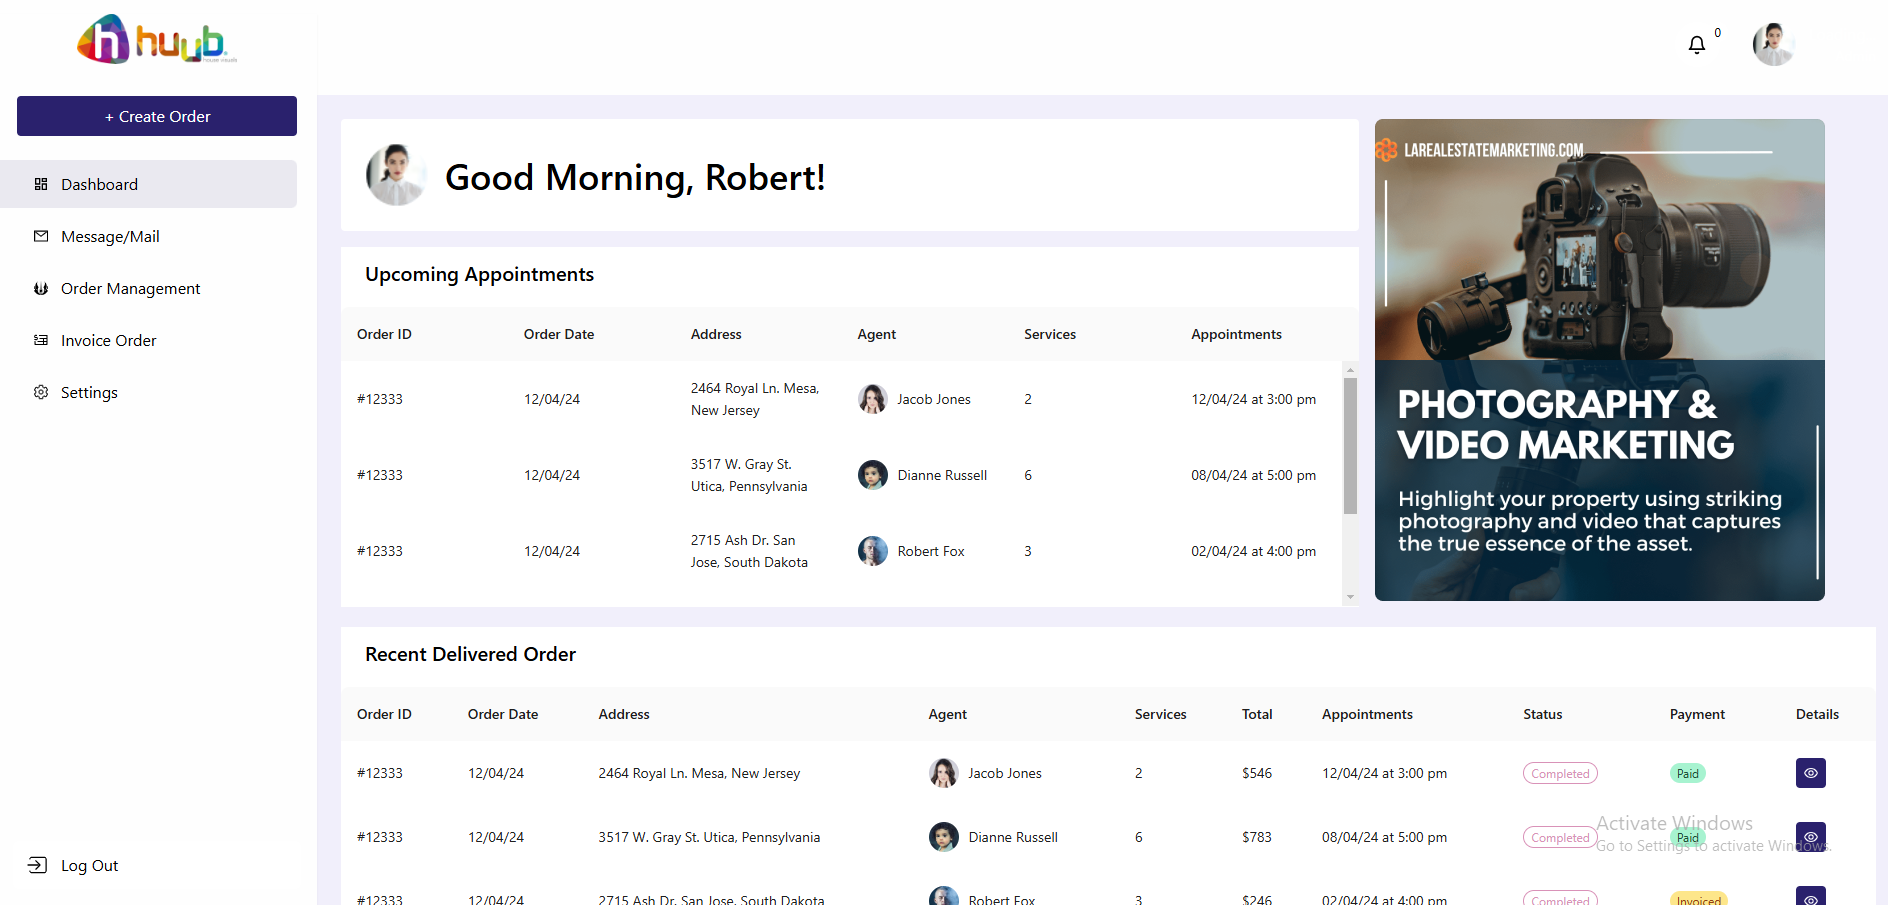 huub.
house visuals
0
+ Create Order
Dashboard
Message/Mail
Order Management
Invoice Order
Settings
Log Out
Good Morning, Robert!
Upcoming Appointments
Order ID Order Date Address Agent Services Appointments
#12333 12/04/24 2464 Royal Ln. Mesa, New Jersey Jacob Jones 2 12/04/24 at 3:00 pm
#12333 12/04/24 3517 W. Gray St. Utica, Pennsylvania Dianne Russell 6 08/04/24 at 5:00 pm
#12333 12/04/24 2715 Ash Dr. San Jose, South Dakota Robert Fox 3 02/04/24 at 4:00 pm
LAREALESTATEMARKETING.COM
PHOTOGRAPHY &
VIDEO MARKETING
Highlight your property using striking
photography and video that captures
the true essence of the asset.
Recent Delivered Order
Order ID Order Date Address Agent Services Total Appointments Status Payment Details
#12333 12/04/24 2464 Royal Ln. Mesa, New Jersey Jacob Jones 2 $546 12/04/24 at 3:00 pm Completed Paid
#12333 12/04/24 3517 W. Gray St. Utica, Pennsylvania Dianne Russell 6 $783 08/04/24 at 5:00 pm Completed Paid
#12333 12/04/24 2715 Ash Dr. San Jose, South Dakota Robert Fox 3 $246 02/04/24 at 4:00 pm Completed Invoiced
Activate Windows
Go to Settings to activate Windows.